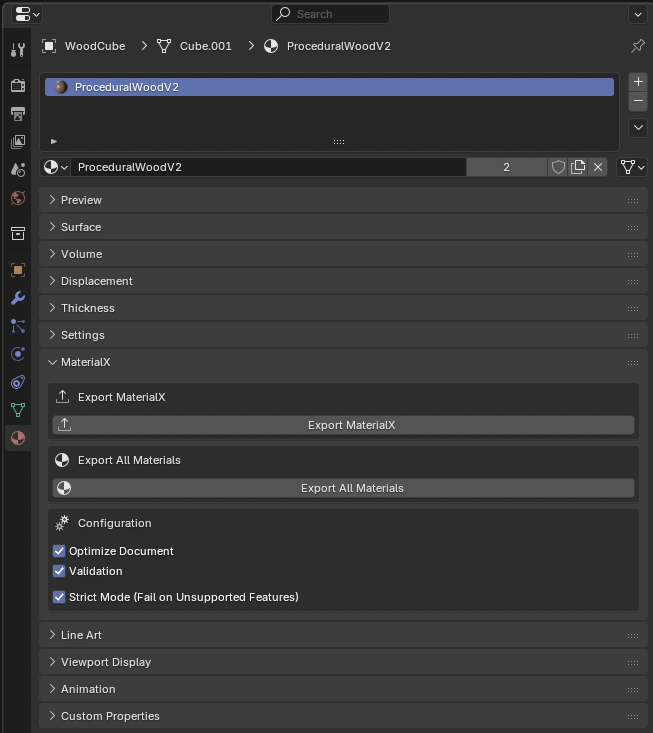 Search
WoodCube > Cube.001 > ProceduralWoodV2
ProceduralWoodV2
ProceduralWoodV2 2
Preview
Surface
Volume
Displacement
Thickness
Settings
MaterialX
Export MaterialX
Export MaterialX
Export All Materials
Export All Materials
Configuration
Optimize Document
Validation
Strict Mode (Fail on Unsupported Features)
Line Art
Viewport Display
Animation
Custom Properties